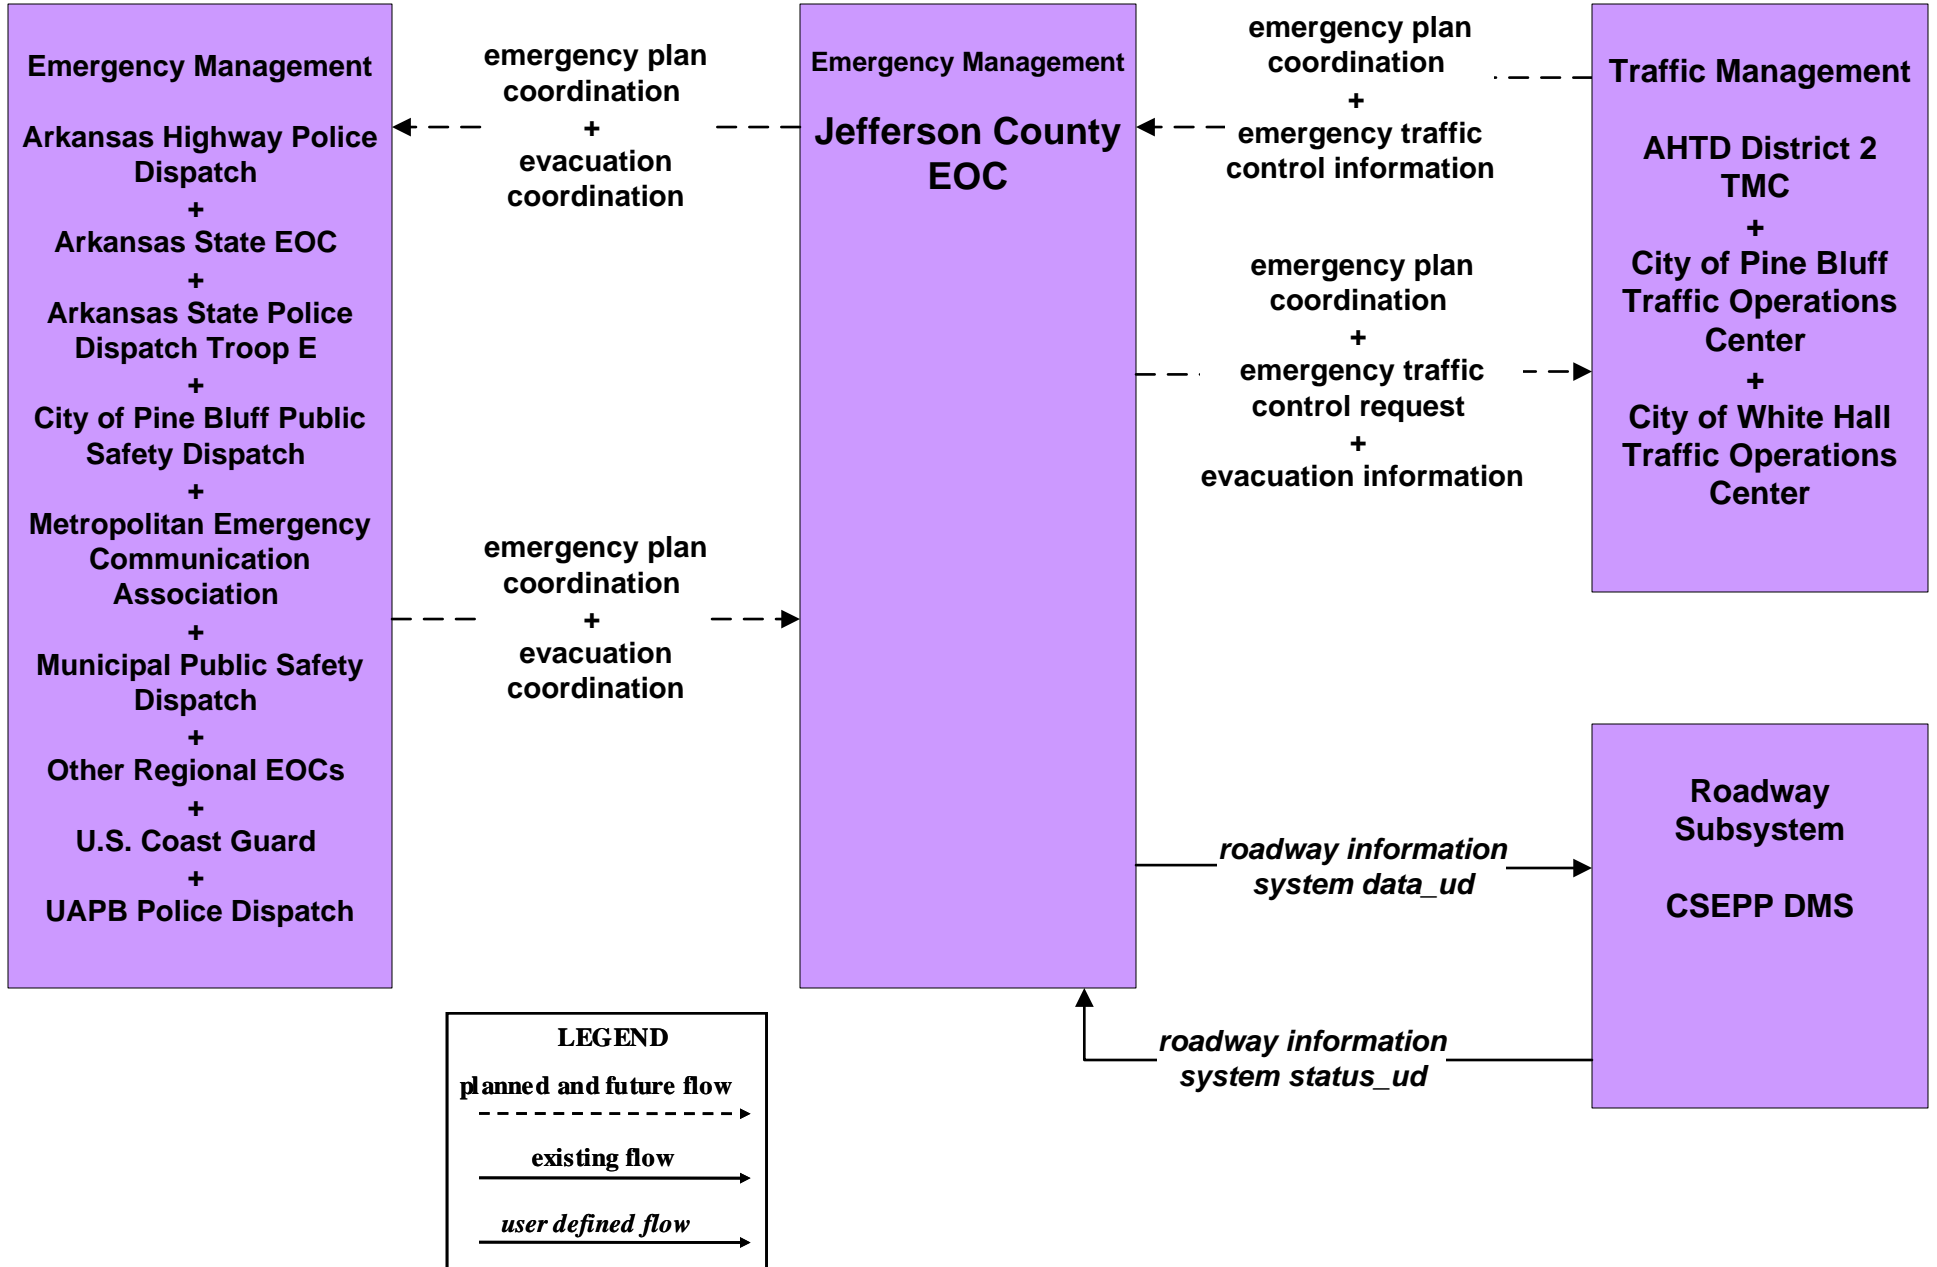 Emergency Management
Arkansas Highway Police
Dispatch
+
Arkansas State EOC
+
Arkansas State Police
Dispatch Troop E
+
City of Pine Bluff Public
Safety Dispatch
+
Metropolitan Emergency
Communication
Association
+
Municipal Public Safety
Dispatch
+
Other Regional EOCs
+
U.S. Coast Guard
+
UAPB Police Dispatch
emergency plan
coordination
+
evacuation
coordination
emergency plan
coordination
+
evacuation
coordination
Emergency Management
Jefferson County
EOC
emergency plan
coordination
+
emergency traffic
control information
emergency plan
coordination
+
emergency traffic
control request
+
evacuation information
Traffic Management
AHTD District 2
TMC
+
City of Pine Bluff
Traffic Operations
Center
+
City of White Hall
Traffic Operations
Center
roadway information
system data_ud
roadway information
system status_ud
Roadway
Subsystem
CSEPP DMS
LEGEND
planned and future flow
existing flow
user defined flow